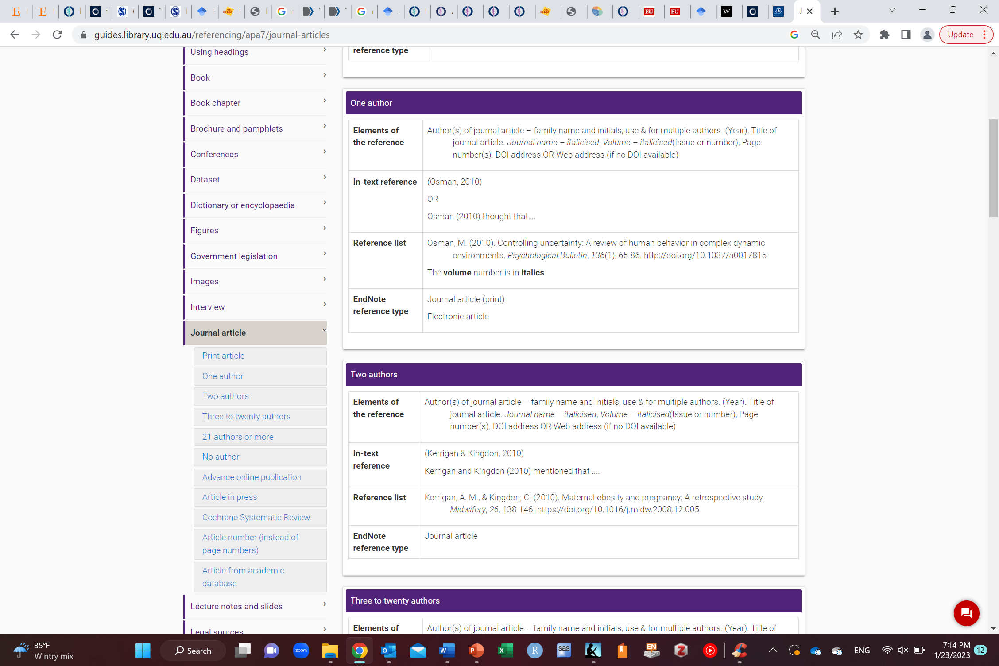 guides.library.uq.edu.au/referencing/apa7/journal-articles
Update
Using headings
Book
Book chapter
Brochure and pamphlets
Conferences
Dataset
Dictionary or encyclopaedia
Figures
Government legislation
Images
Interview
Journal article
Print article
One author
Two authors
Three to twenty authors
21 authors or more
No author
Advance online publication
Article in press
Cochrane Systematic Review
Article number (instead of
page numbers)
Article from academic
database
Lecture notes and slides
Legal sources
reference type
One author
Elements of
the reference
Author(s) of journal article – family name and initials, use & for multiple authors. (Year). Title of
journal article. Journal name – italicised, Volume – italicised(Issue or number), Page
number(s). DOI address OR Web address (if no DOI available)
In-text reference
(Osman, 2010)
OR
Osman (2010) thought that....
Reference list
Osman, M. (2010). Controlling uncertainty: A review of human behavior in complex dynamic
environments. Psychological Bulletin, 136(1), 65-86. http://doi.org/10.1037/a0017815
The volume number is in italics
EndNote
reference type
Journal article (print)
Electronic article
Two authors
Elements of
the reference
Author(s) of journal article – family name and initials, use & for multiple authors. (Year). Title of
journal article. Journal name – italicised, Volume – italicised(Issue or number), Page
number(s). DOI address OR Web address (if no DOI available)
In-text
reference
(Kerrigan & Kingdon, 2010)
Kerrigan and Kingdon (2010) mentioned that ....
Reference list
Kerrigan, A. M., & Kingdon, C. (2010). Maternal obesity and pregnancy: A retrospective study.
Midwifery, 26, 138-146. https://doi.org/10.1016/j.midw.2008.12.005
EndNote
reference type
Journal article
Three to twenty authors
Elements of
Author(s) of journal article – family name and initials, use & for multiple authors. (Year). Title of
35°F
Wintry mix
Search
zoom
ENG
7:14 PM
1/23/2023
12